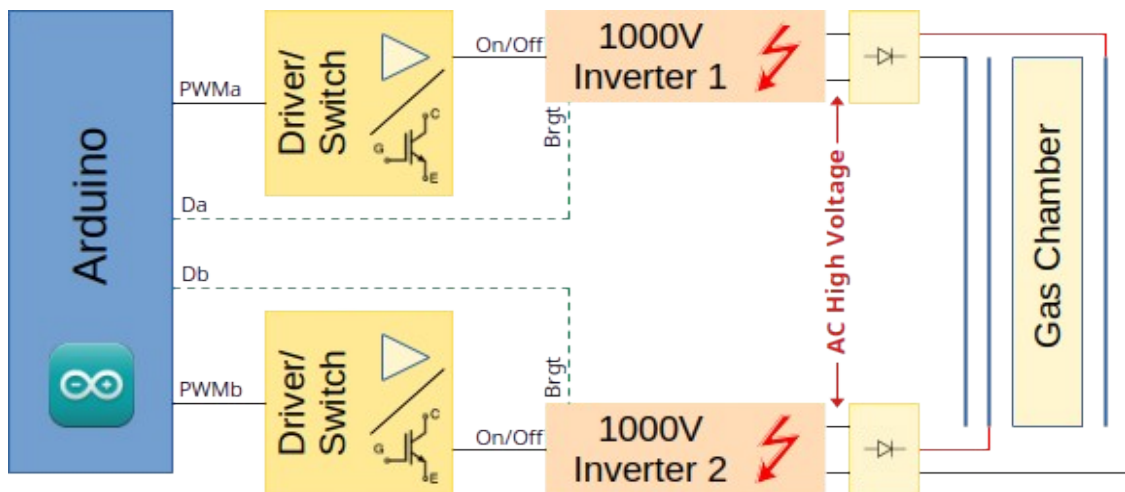 Arduino
PWMa
Da
Db
PWMb
Driver/
Switch
C
G
E
On/Off
Brgt
1000V
Inverter 1
AC High Voltage
Gas Chamber
Driver/
Switch
C
G
E
On/Off
Brgt
1000V
Inverter 2